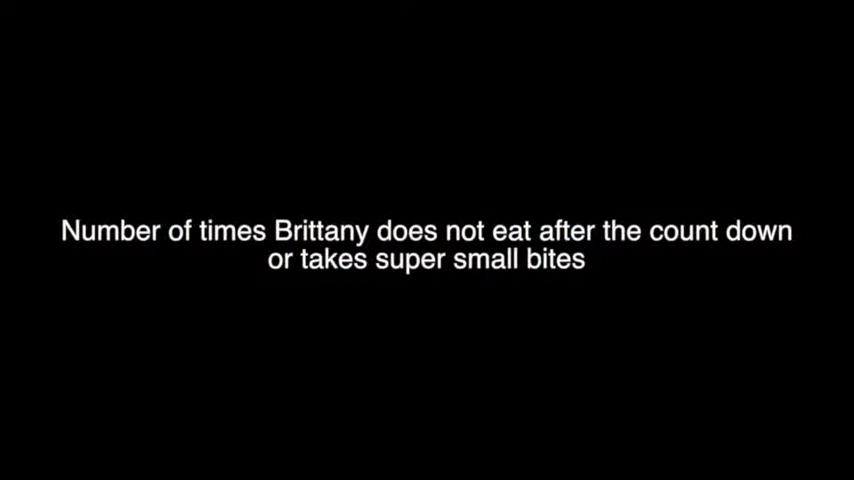 Number of times Brittany does not eat after the count down
or takes super small bites